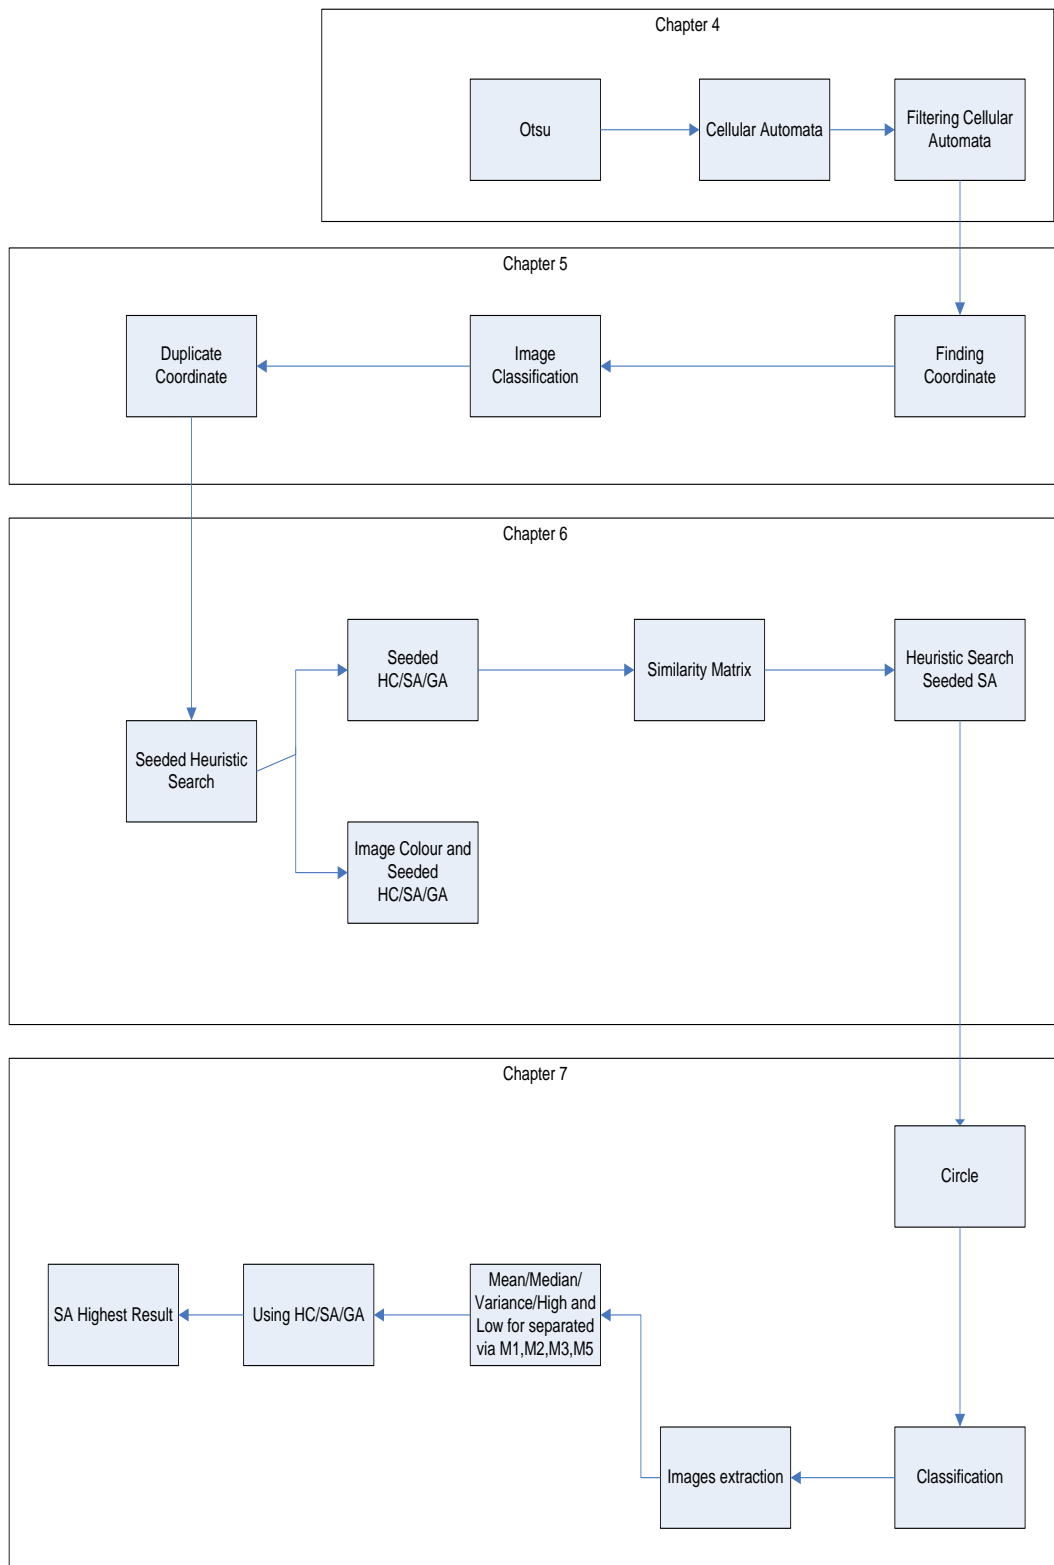 Chapter 4
Otsu
Cellular Automata
Filtering Cellular
Automata
Chapter 5
Duplicate
Coordinate
Image
Classification
Finding
Coordinate
Chapter 6
Seeded
HC/SA/GA
Similarity Matrix
Heuristic Search
Seeded SA
Seeded Heuristic
Search
Image Colour and
Seeded
HC/SA/GA
Chapter 7
Circle
SA Highest Result
Using HC/SA/GA
Mean/Median/
Variance/High and
Low for separated
via M1,M2,M3,M5
Images extraction
Classification